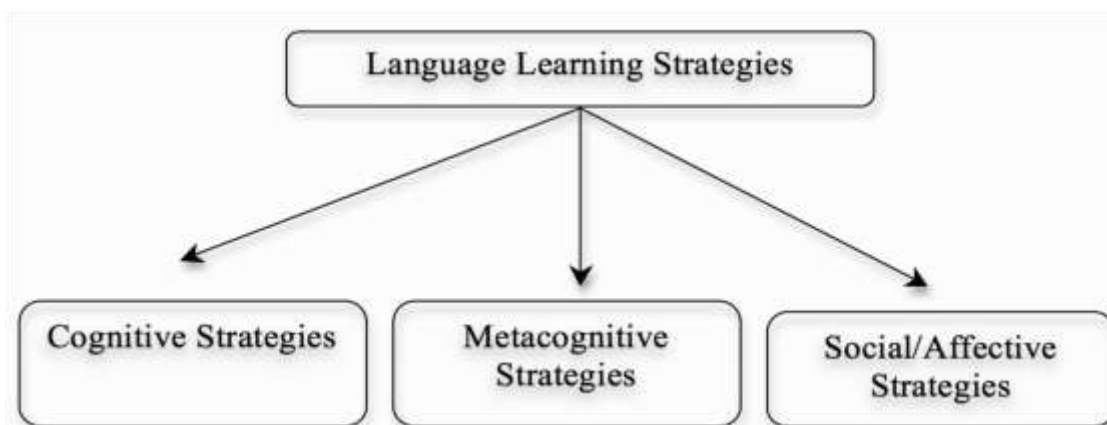 Language Learning Strategies
Cognitive Strategies
Metacognitive
Strategies
Social/Affective
Strategies